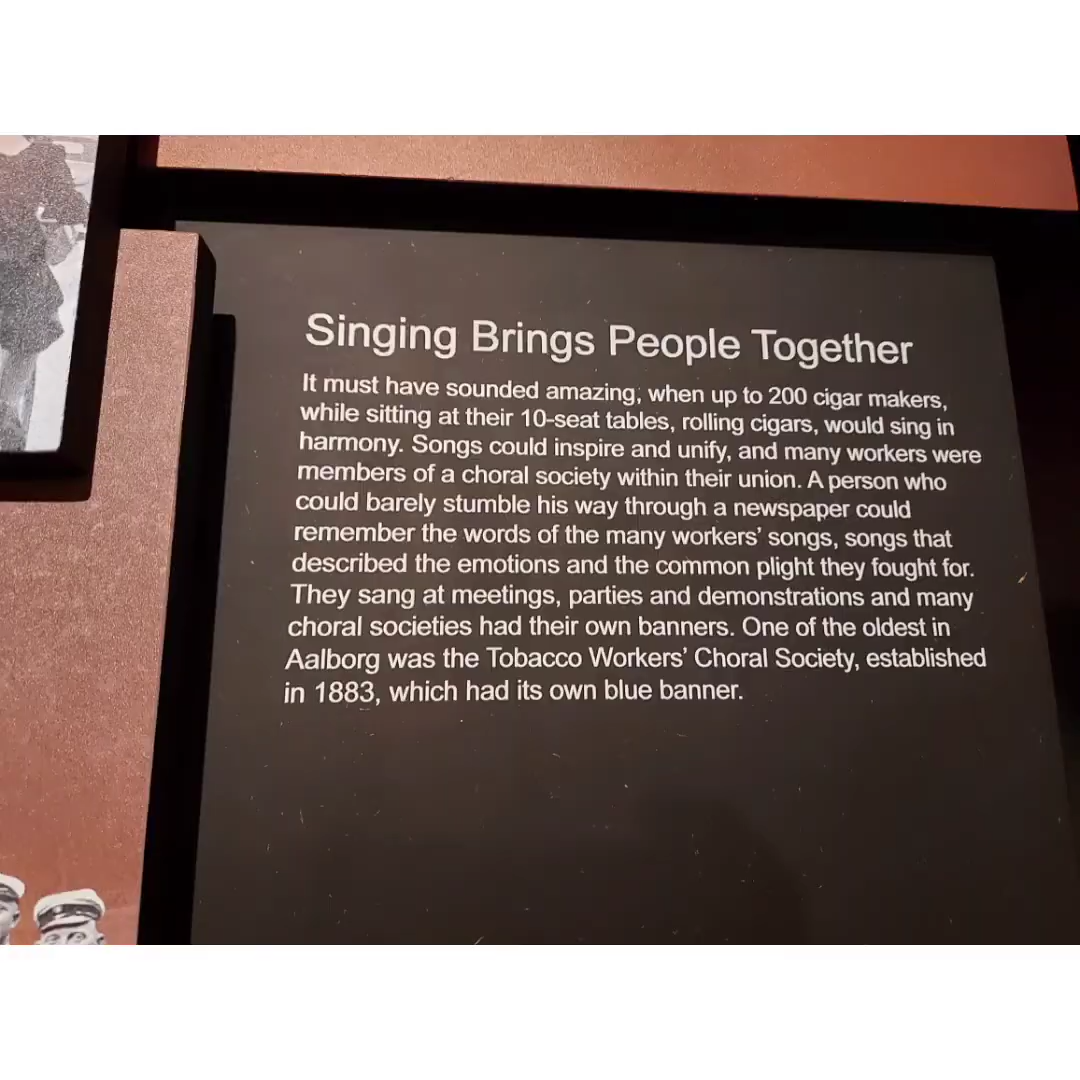 Singing Brings People Together
It must have sounded amazing, when up to 200 cigar makers,
while sitting at their 10-seat tables, rolling cigars, would sing in
harmony. Songs could inspire and unify, and many workers were
members of a choral society within their union. A person who
could barely stumble his way through a newspaper could
remember the words of the many workers’ songs, songs that
described the emotions and the common plight they fought for.
They sang at meetings, parties and demonstrations and many
choral societies had their own banners. One of the oldest in
Aalborg was the Tobacco Workers’ Choral Society, established
in 1883, which had its own blue banner.